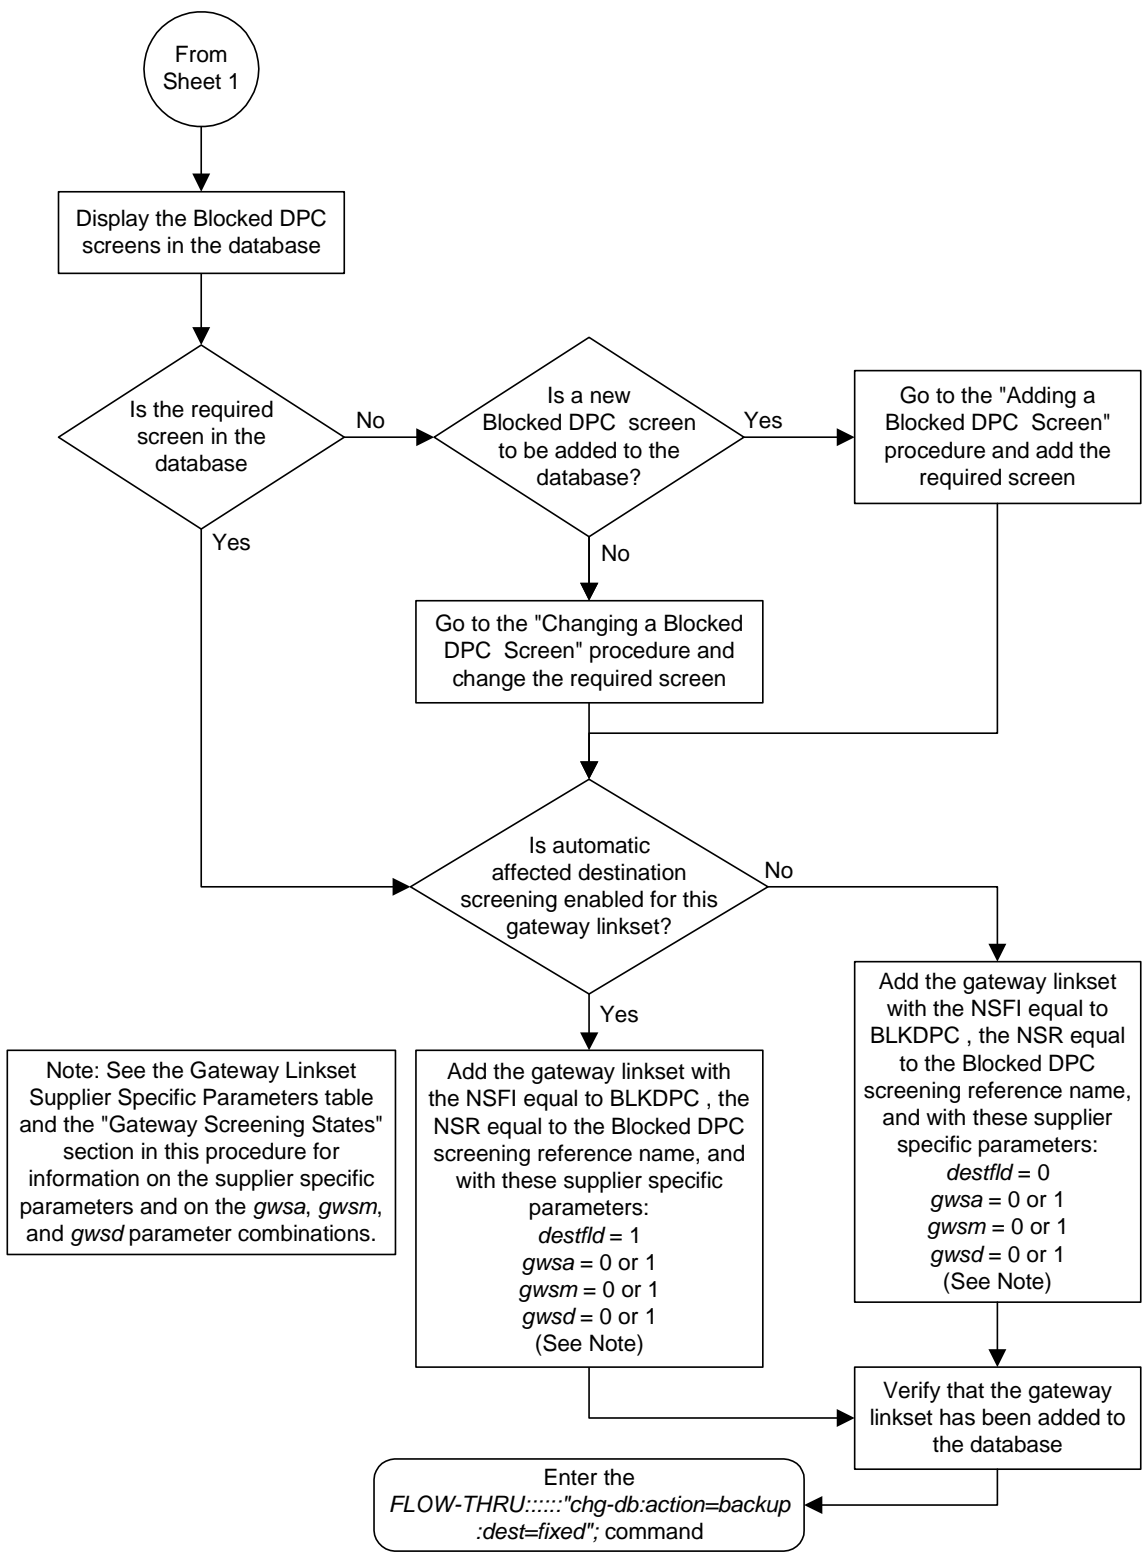 From
Sheet 1
Display the Blocked DPC
screens in the database
Is the required
screen in the
database
No
Yes
Is a new
Blocked DPC  screen
to be added to the
database?
Yes
No
Go to the "Adding a
Blocked DPC  Screen"
procedure and add the
required screen
Go to the "Changing a Blocked
DPC  Screen" procedure and
change the required screen
Is automatic
affected destination
screening enabled for this
gateway linkset?
No
Yes
Add the gateway linkset
with the NSFI equal to
BLKDPC , the NSR equal
to the Blocked DPC
screening reference name,
and with these supplier
specific parameters:
destfld = 0
gwsa = 0 or 1
gwsm = 0 or 1
gwsd = 0 or 1
(See Note)
Note: See the Gateway Linkset
Supplier Specific Parameters table
and the "Gateway Screening States"
section in this procedure for
information on the supplier specific
parameters and on the gwsa, gwsm,
and gwsd parameter combinations.
Add the gateway linkset with
the NSFI equal to BLKDPC , the
NSR equal to the Blocked DPC
screening reference name, and
with these supplier specific
parameters:
destfld = 1
gwsa = 0 or 1
gwsm = 0 or 1
gwsd = 0 or 1
(See Note)
Verify that the gateway
linkset has been added to
the database
Enter the
FLOW-THRU::::::"chg-db:action=backup
:dest=fixed"; command